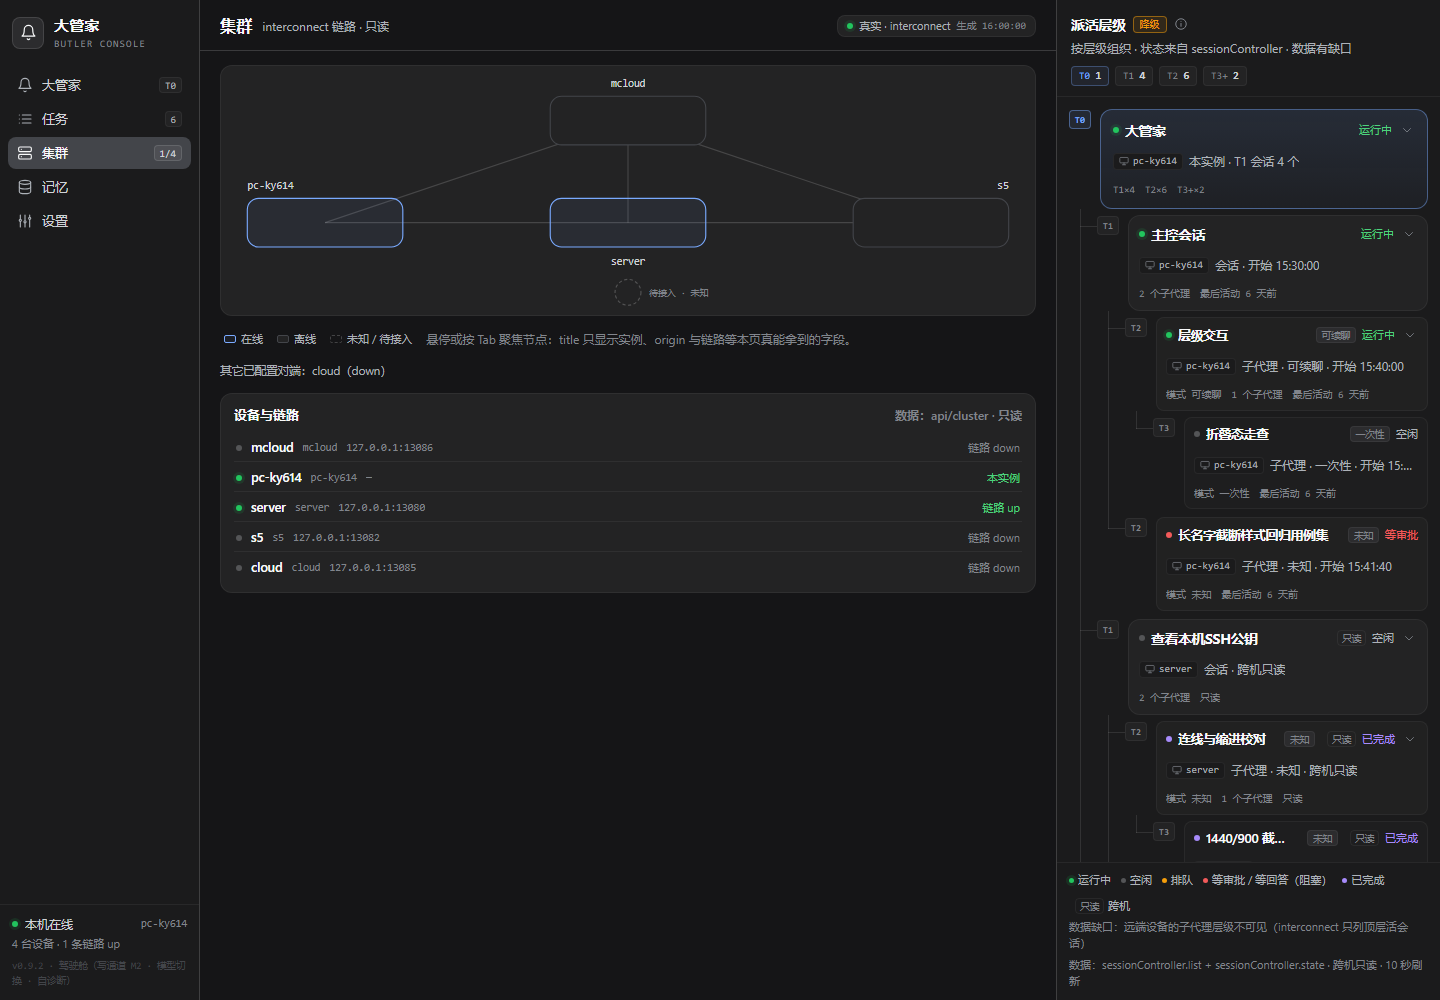 大管家
BUTLER CONSOLE
大管家 T0
任务 6
集群 1/4
记忆
设置
本机在线 pc-ky614
4 台设备 · 1 条链路 up
v0.9.2 · 驾驶舱（写通道 M2 · 模型切
换 · 自诊断）
集群 interconnect 链路 · 只读
真实 · interconnect 生成 16:00:00
mcloud
pc-ky614
s5
server
待接入 · 未知
在线 离线 未知 / 待接入 悬停或按 Tab 聚焦节点：title 只显示实例、origin 与链路等本页真能拿到的字段。
其它已配置对端：cloud（down）
设备与链路 数据：api/cluster · 只读
mcloud mcloud 127.0.0.1:13086 链路 down
pc-ky614 pc-ky614 — 本实例
server server 127.0.0.1:13080 链路 up
s5 s5 127.0.0.1:13082 链路 down
cloud cloud 127.0.0.1:13085 链路 down
派活层级 降级
按层级组织 · 状态来自 sessionController · 数据有缺口
T0 1 T1 4 T2 6 T3+ 2
T0 大管家 运行中
pc-ky614 本实例 · T1 会话 4 个
T1×4 T2×6 T3+×2
T1 主控会话 运行中
pc-ky614 会话 · 开始 15:30:00
2 个子代理 最后活动 6 天前
T2 层级交互 可续聊 运行中
pc-ky614 子代理 · 可续聊 · 开始 15:40:00
模式 可续聊 1 个子代理 最后活动 6 天前
T3 折叠态走查 一次性 空闲
pc-ky614 子代理 · 一次性 · 开始 15:...
模式 一次性 最后活动 6 天前
T2 长名字截断样式回归用例集 未知 等审批
pc-ky614 子代理 · 未知 · 开始 15:41:40
模式 未知 最后活动 6 天前
T1 查看本机SSH公钥 只读 空闲
server 会话 · 跨机只读
2 个子代理 只读
T2 连线与缩进校对 未知 只读 已完成
server 子代理 · 未知 · 跨机只读
模式 未知 1 个子代理 只读
T3 1440/900 截... 未知 只读 已完成
运行中 空闲 排队 等审批 / 等回答（阻塞） 已完成
只读 跨机
数据缺口：远端设备的子代理层级不可见（interconnect 只列顶层活会
话）
数据：sessionController.list + sessionController.state · 跨机只读 · 10 秒刷
新